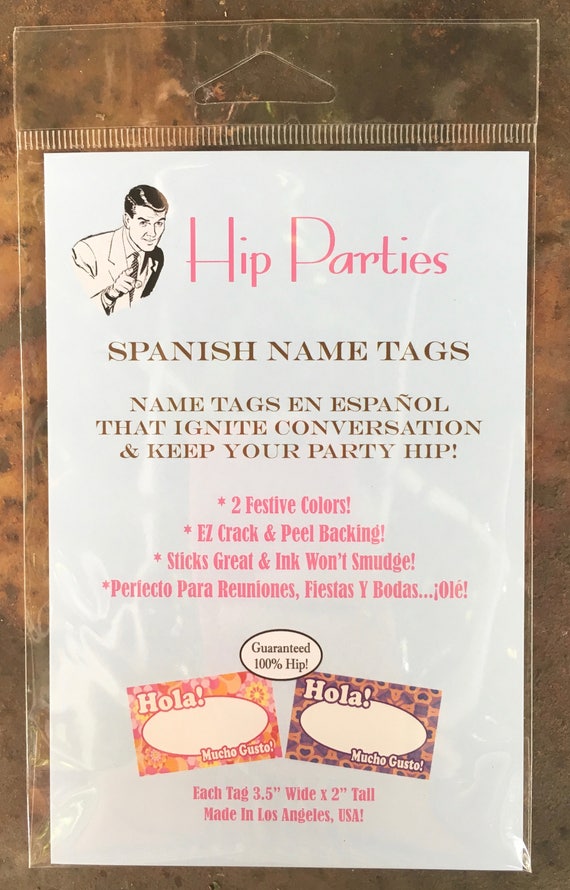 Hip Parties
SPANISH NAME TAGS
NAME TAGS EN ESPAÑOL
THAT IGNITE CONVERSATION
& KEEP YOUR PARTY HIP!
* 2 Festive Colors!
* EZ Crack & Peel Backing!
* Sticks Great & Ink Won't Smudge!
*Perfecto Para Reuniones, Fiestas Y Bodas...¡Olé!
Guaranteed
100% Hip!
Hola!
Mucho Gusto!
Hola!
Mucho Gusto!
Each Tag 3.5” Wide x 2” Tall
Made In Los Angeles, USA!